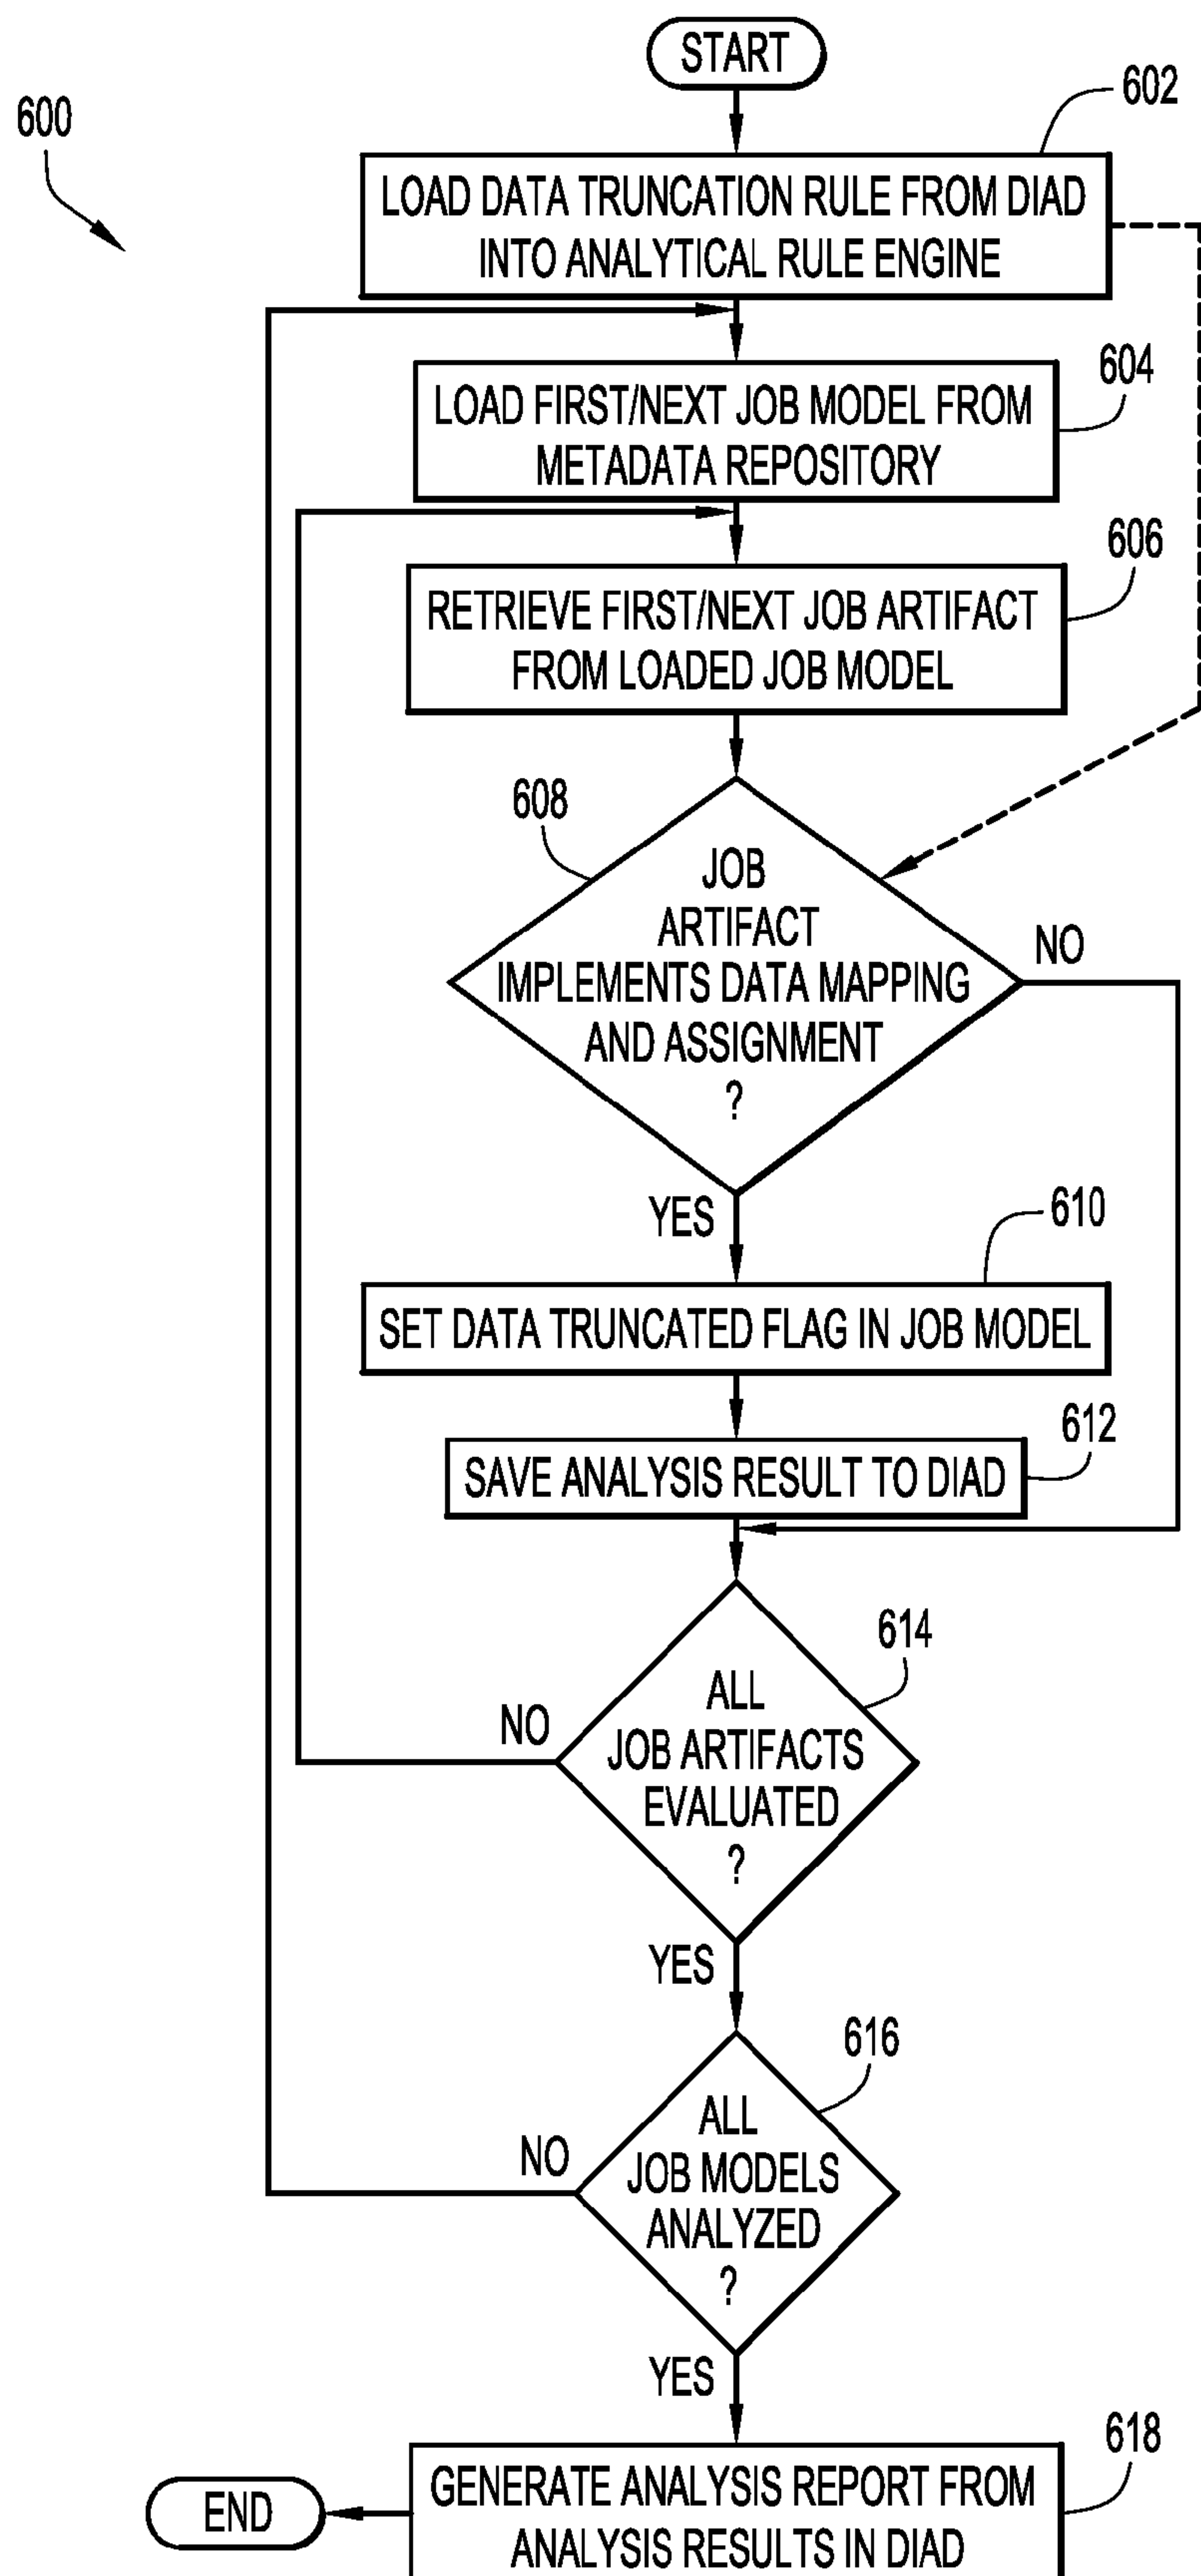 START
600
602
LOAD DATA TRUNCATION RULE FROM DIAD
INTO ANALYTICAL RULE ENGINE
604
LOAD FIRST/NEXT JOB MODEL FROM
METADATA REPOSITORY
606
RETRIEVE FIRST/NEXT JOB ARTIFACT
FROM LOADED JOB MODEL
608
JOB
ARTIFACT
IMPLEMENTS DATA MAPPING
AND ASSIGNMENT
?
NO
YES
610
SET DATA TRUNCATED FLAG IN JOB MODEL
612
SAVE ANALYSIS RESULT TO DIAD
614
ALL
JOB ARTIFACTS
EVALUATED
?
NO
YES
616
ALL
JOB MODELS
ANALYZED
?
NO
YES
618
GENERATE ANALYSIS REPORT FROM
ANALYSIS RESULTS IN DIAD
END